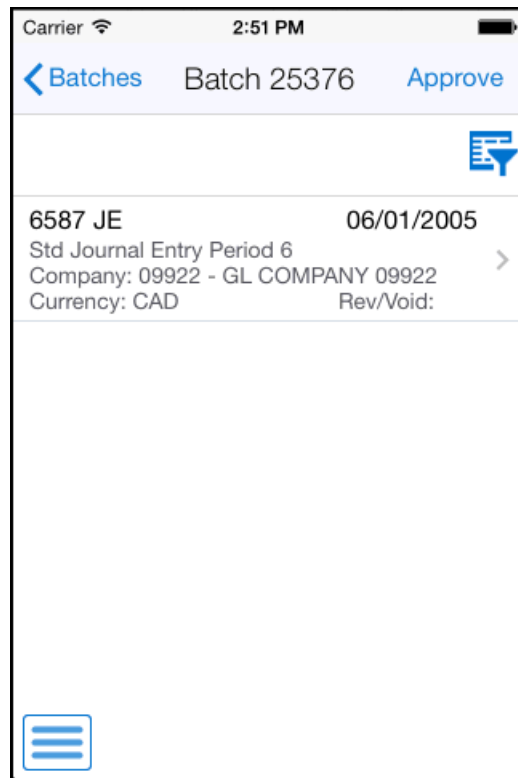 Carrier 2:51 PM
Batches Batch 25376 Approve
6587 JE 06/01/2005
Std Journal Entry Period 6
Company: 09922 - GL COMPANY 09922
Currency: CAD Rev/Void: